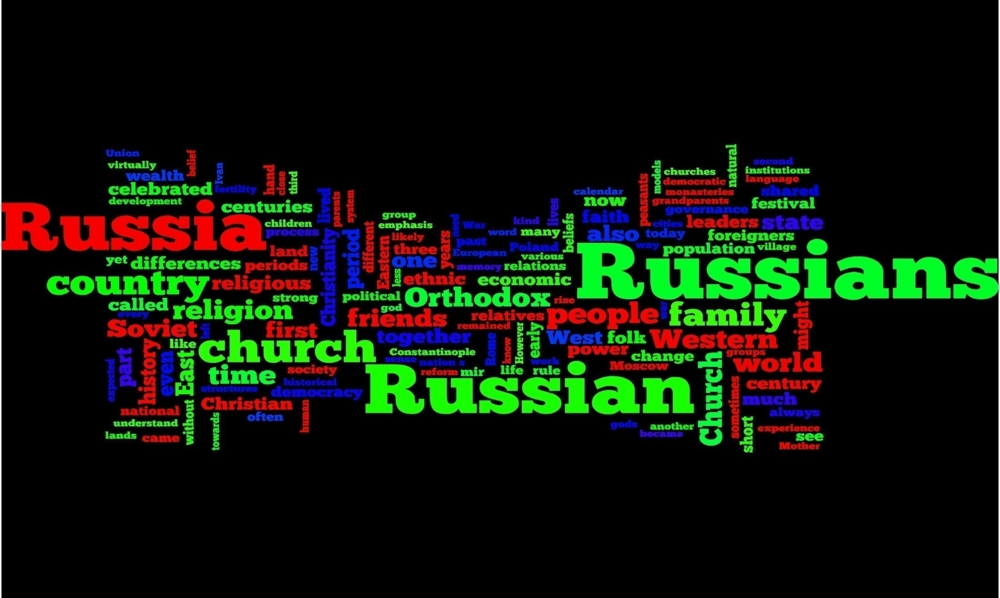 Union
virtually
belief
wealth
Ivan
celebrated
fertility
development
hand
close
third
Russia
centuries
children
process
lived
parents
system
land
new
yet
differences
periods
country
religious
Christianity
period
different
strong
called
religion
every
Soviet
left
first
like
church
history
part
even
East
expected
time
society
historical
structures
democracy
Christian
national
often
human
understand
without
towards
lands
came
group
emphasis
likely
Eastern
three
years
one
less
ethnic
political
god
Orthodox
friends
need
War
past
European
memory
kind
word
many
lives
Poland
various
relations
beliefs
economic
rise
relatives
remained
people
together
Constantinople
sense
nation s
Rome
know
However
early
work
reform
mir
life
rule
Russian
calendar
now
faith
also
peasants
models
churches
democratic
monasteries
grandparents
governance
cities
today
way
natural
second
institutions
language
shared
festival
leaders
state
foreigners
population
village
Russians
war
family
might
West
folk
Western
power
change
groups
Moscow
Church
world
century
sometimes
much
always
gods
another
became
short
experience
see
Mother